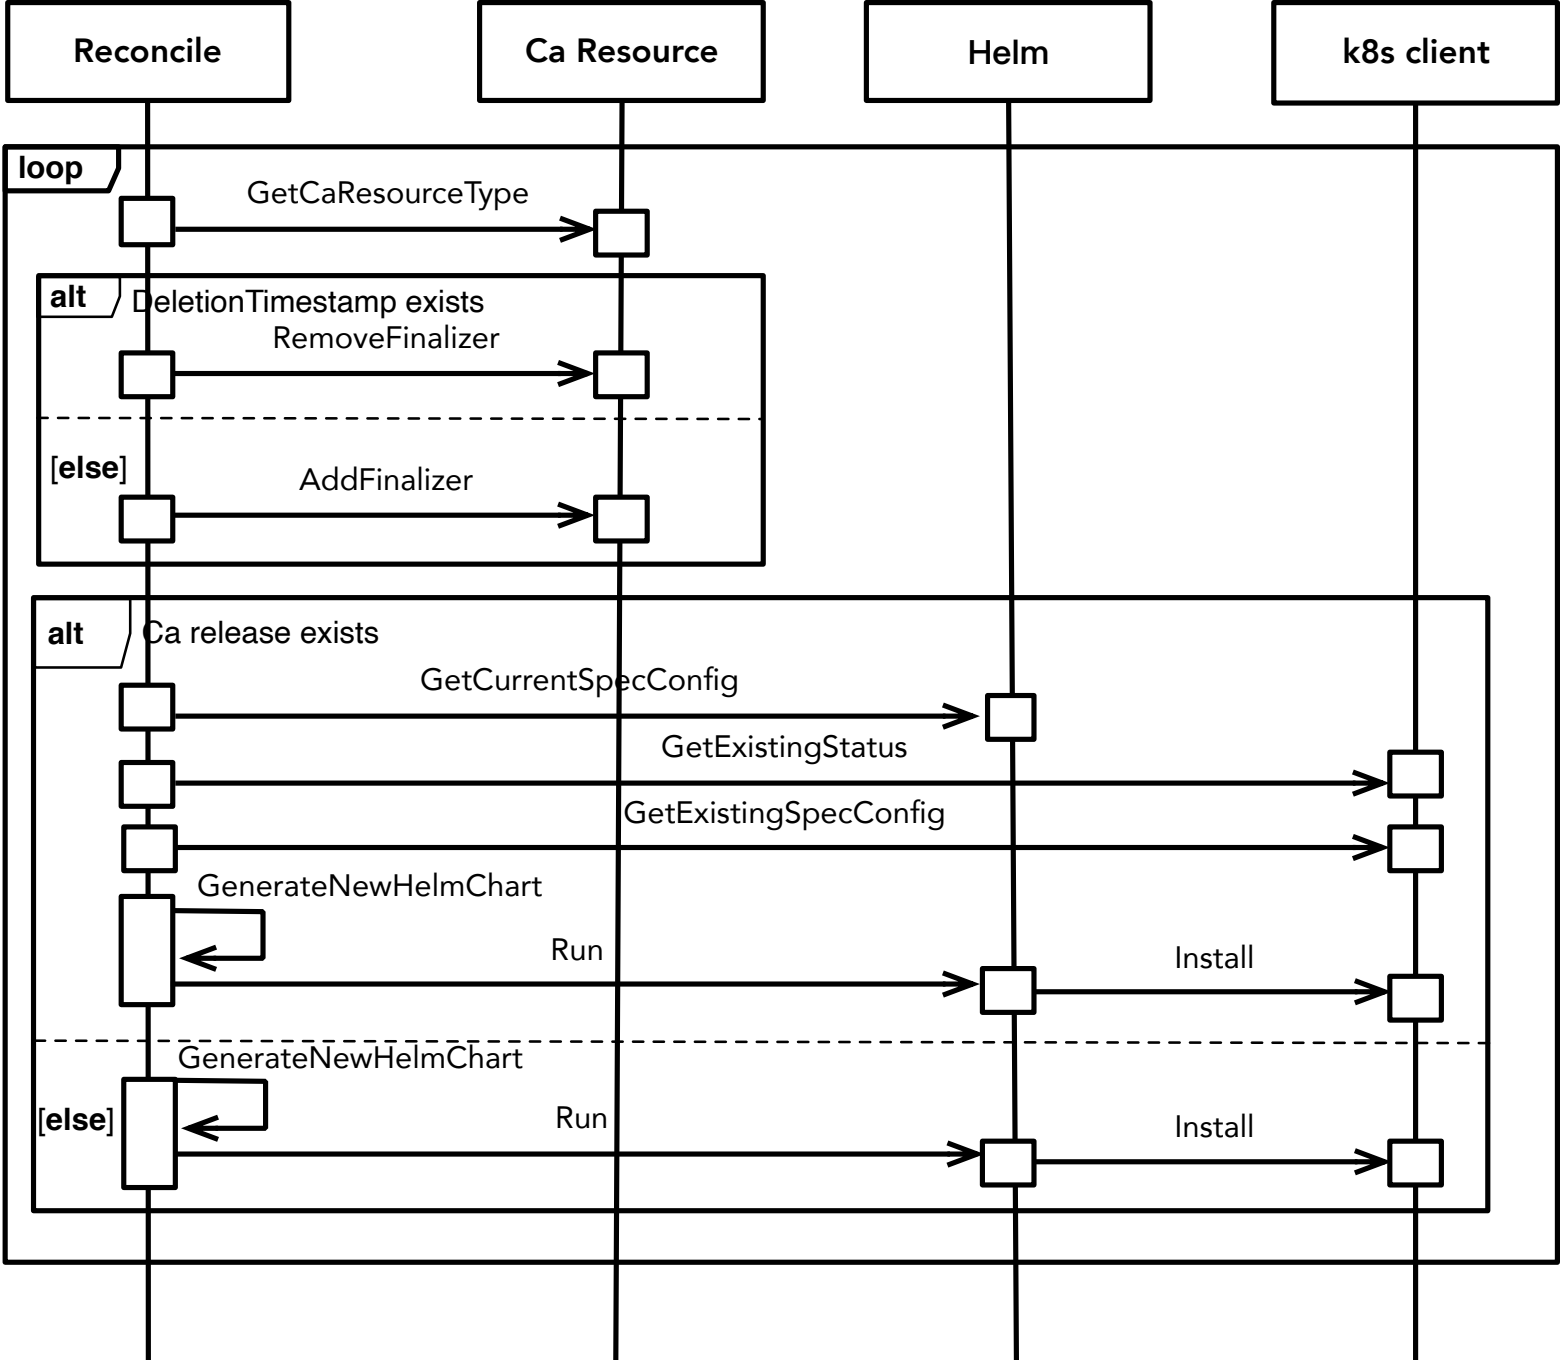 Reconcile
Ca Resource
Helm
k8s client
loop
GetCaResourceType
alt
DeletionTimestamp exists
RemoveFinalizer
[else]
AddFinalizer
alt
Ca release exists
GetCurrentSpecConfig
GetExistingStatus
GetExistingSpecConfig
GenerateNewHelmChart
Run
Install
GenerateNewHelmChart
[else]
Run
Install